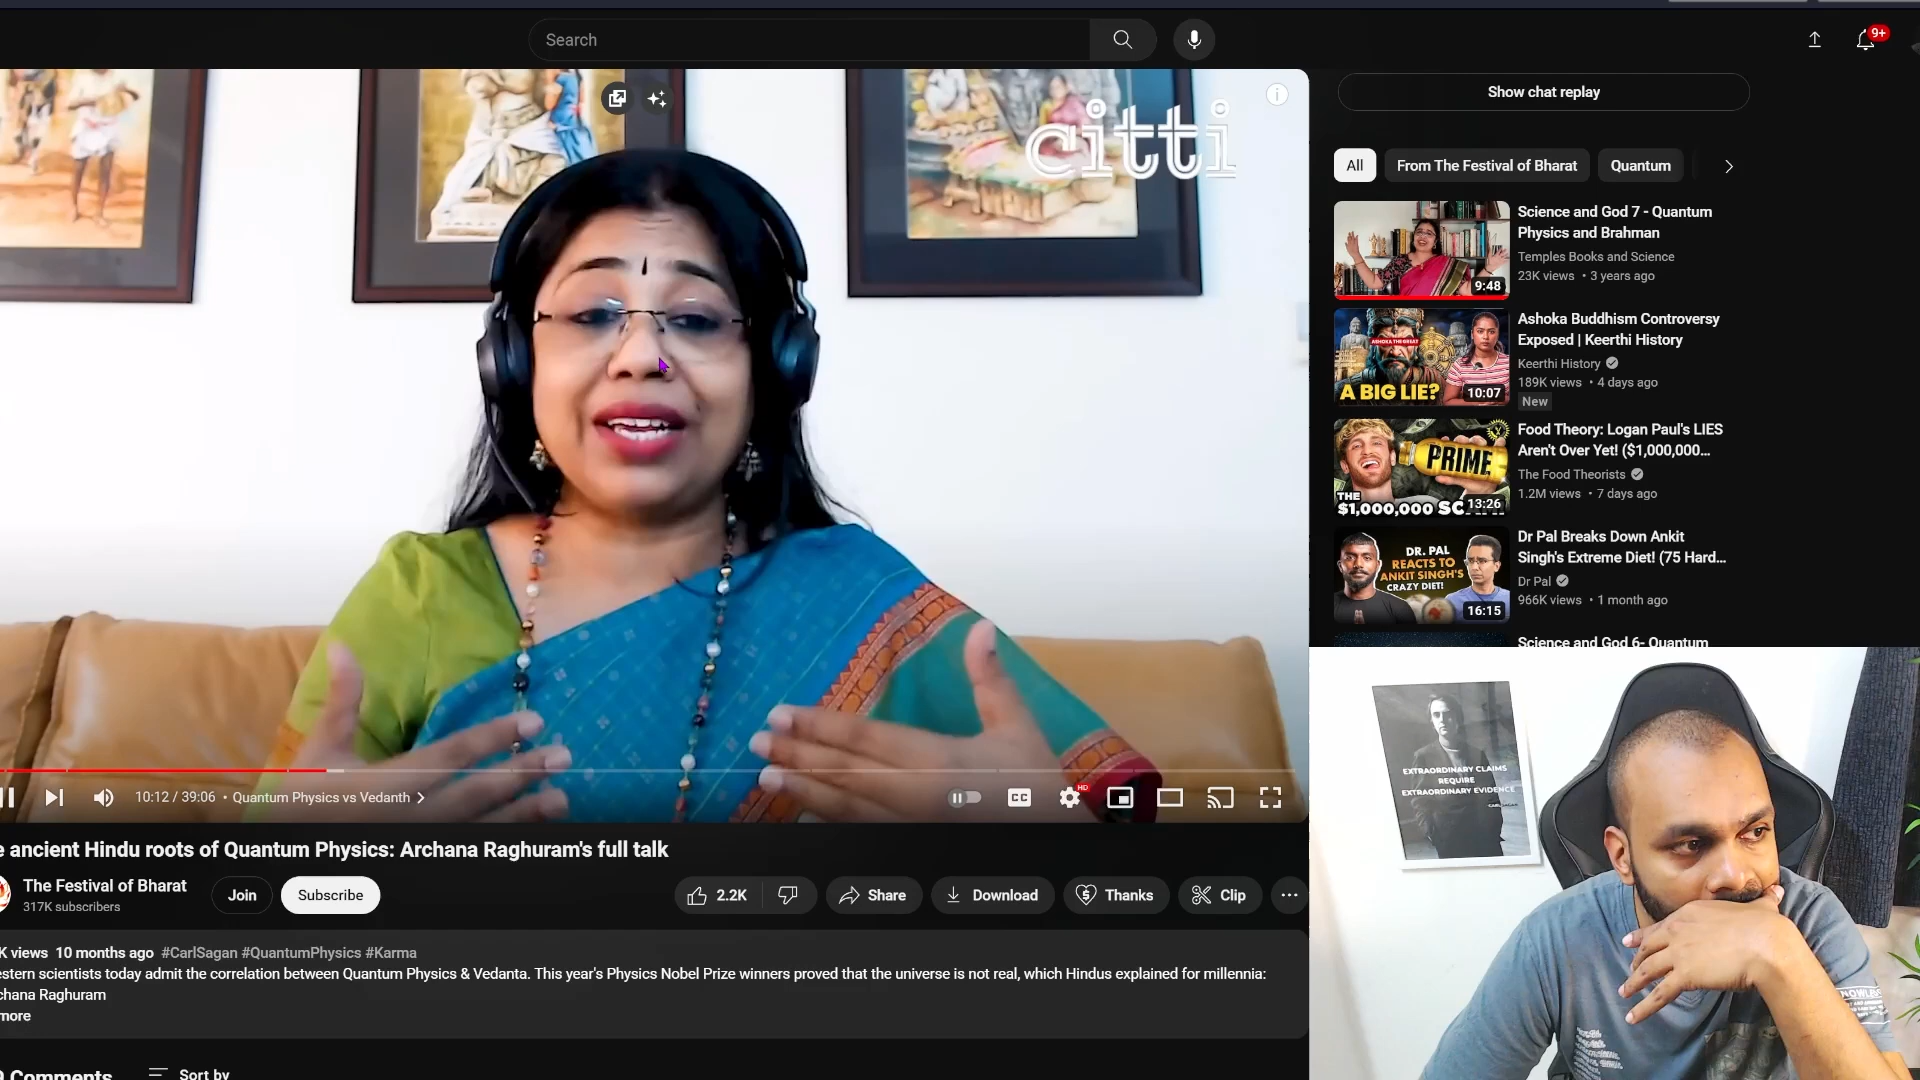 Search
9+
Show chat replay
citti
All
From The Festival of Bharat
Quantum
Science and God 7 - Quantum
Physics and Brahman
Temples Books and Science
23K views • 3 years ago
9:48
Ashoka Buddhism Controversy
Exposed | Keerthi History
Keerthi History
189K views • 4 days ago
New
ASHOKA THE GREAT
A BIG LIE?
10:07
Food Theory: Logan Paul's LIES
Aren't Over Yet! ($1,000,000...
The Food Theorists
1.2M views • 7 days ago
PRIME
THE
$1,000,000
13:26
Dr Pal Breaks Down Ankit
Singh's Extreme Diet! (75 Hard...
Dr Pal
966K views • 1 month ago
DR. PAL
REACTS TO
ANKIT SINGH'S
CRAZY DIET!
16:15
Science and God 6- Quantum
10:12 / 39:06 • Quantum Physics vs Vedanth
CC
HD
ancient Hindu roots of Quantum Physics: Archana Raghuram's full talk
The Festival of Bharat
317K subscribers
Join
Subscribe
2.2K
Share
Download
Thanks
Clip
K views 10 months ago #CarlSagan #QuantumPhysics #Karma
estern scientists today admit the correlation between Quantum Physics & Vedanta. This year's Physics Nobel Prize winners proved that the universe is not real, which Hindus explained for millennia:
chana Raghuram
more
Comments
Sort by
EXTRAORDINARY CLAIMS
REQUIRE
EXTRAORDINARY EVIDENCE